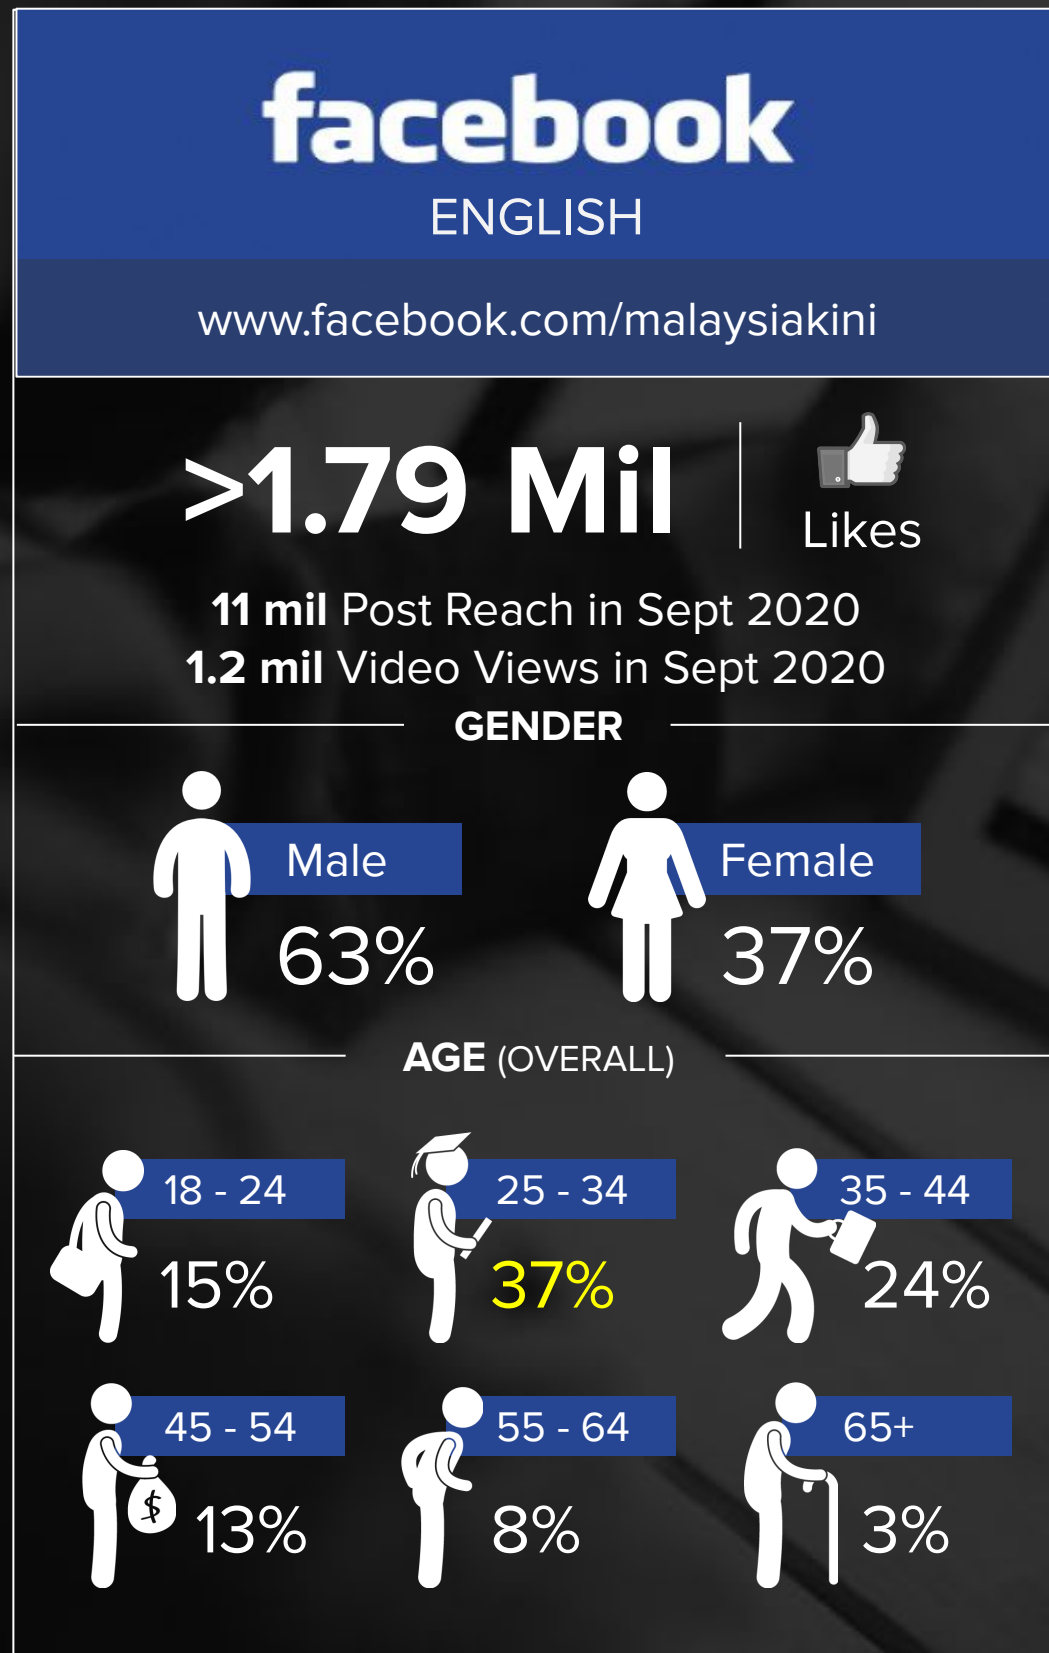 facebook
ENGLISH
www.facebook.com/malaysiakini
>1.79 Mil
Likes
11 mil Post Reach in Sept 2020
1.2 mil Video Views in Sept 2020
GENDER
Male
Female
63%
37%
AGE (OVERALL)
18 - 24
25 - 34
35 - 44
15%
37%
24%
45 - 54
55 - 64
65+
$
13%
8%
3%